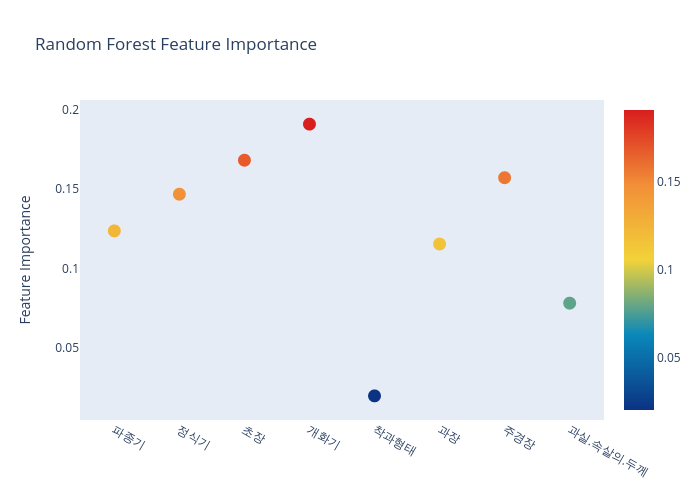 Random Forest Feature Importance
0.2
0.15
0.1
0.05
Feature Importance
파종기
정식기
초장
개화기
착과형태
과장
주경장
과실.속살의.두께
0.15
0.1
0.05